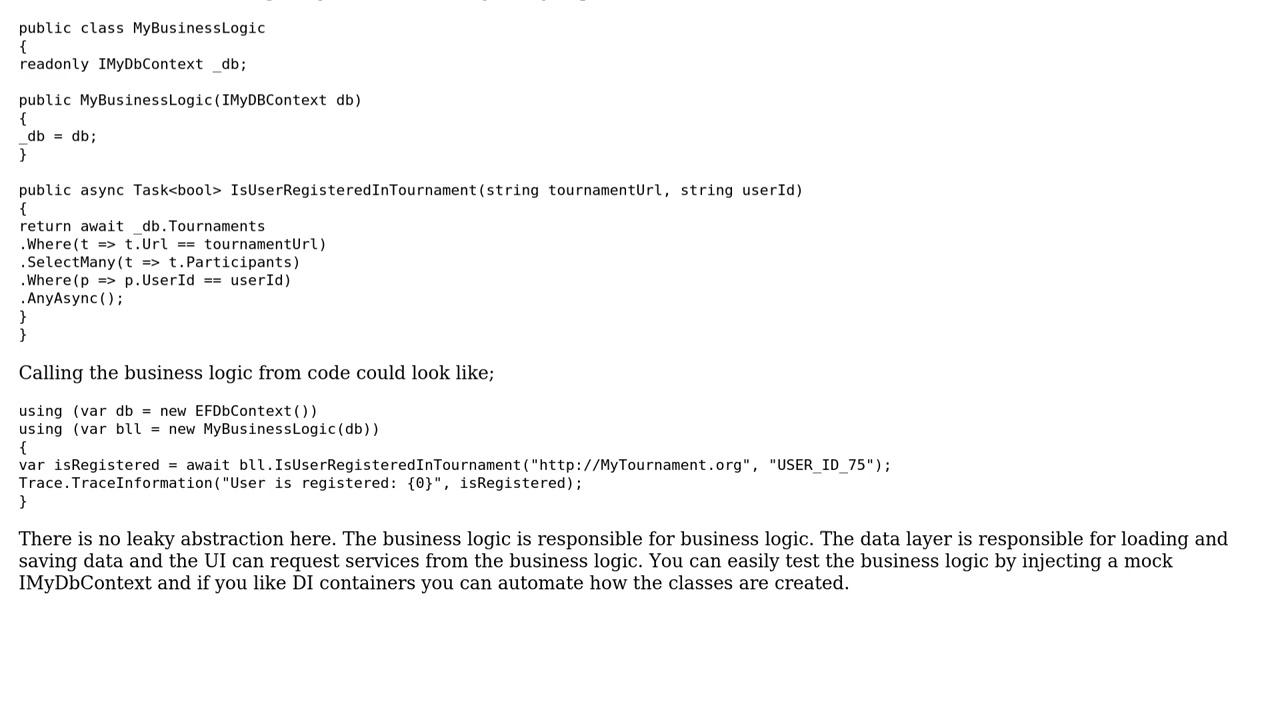 public class MyBusinessLogic
{
readonly IMyDbContext _db;

public MyBusinessLogic(IMyDBContext db)
{
_db = db;
}

public async Task<bool> IsUserRegisteredInTournament(string tournamentUrl, string userId)
{
return await _db.Tournaments
.Where(t => t.Url == tournamentUrl)
.SelectMany(t => t.Participants)
.Where(p => p.UserId == userId)
.AnyAsync();
}
}

Calling the business logic from code could look like;

using (var db = new EFDbContext())
using (var bll = new MyBusinessLogic(db))
{
var isRegistered = await bll.IsUserRegisteredInTournament("http://MyTournament.org", "USER_ID_75");
Trace.TraceInformation("User is registered: {0}", isRegistered);
}

There is no leaky abstraction here. The business logic is responsible for business logic. The data layer is responsible for loading and
saving data and the UI can request services from the business logic. You can easily test the business logic by injecting a mock
IMyDbContext and if you like DI containers you can automate how the classes are created.